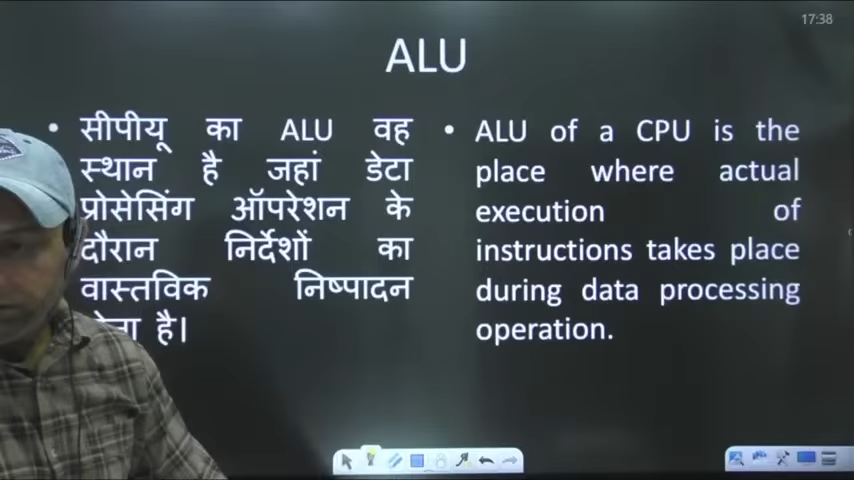 17:38
ALU
• सीपीयू का ALU वह
स्थान है जहां डेटा
प्रोसेसिंग ऑपरेशन के
दौरान निर्देशों का
वास्तविक निष्पादन
है।
• ALU of a CPU is the
place where actual
execution of
instructions takes place
during data processing
operation.